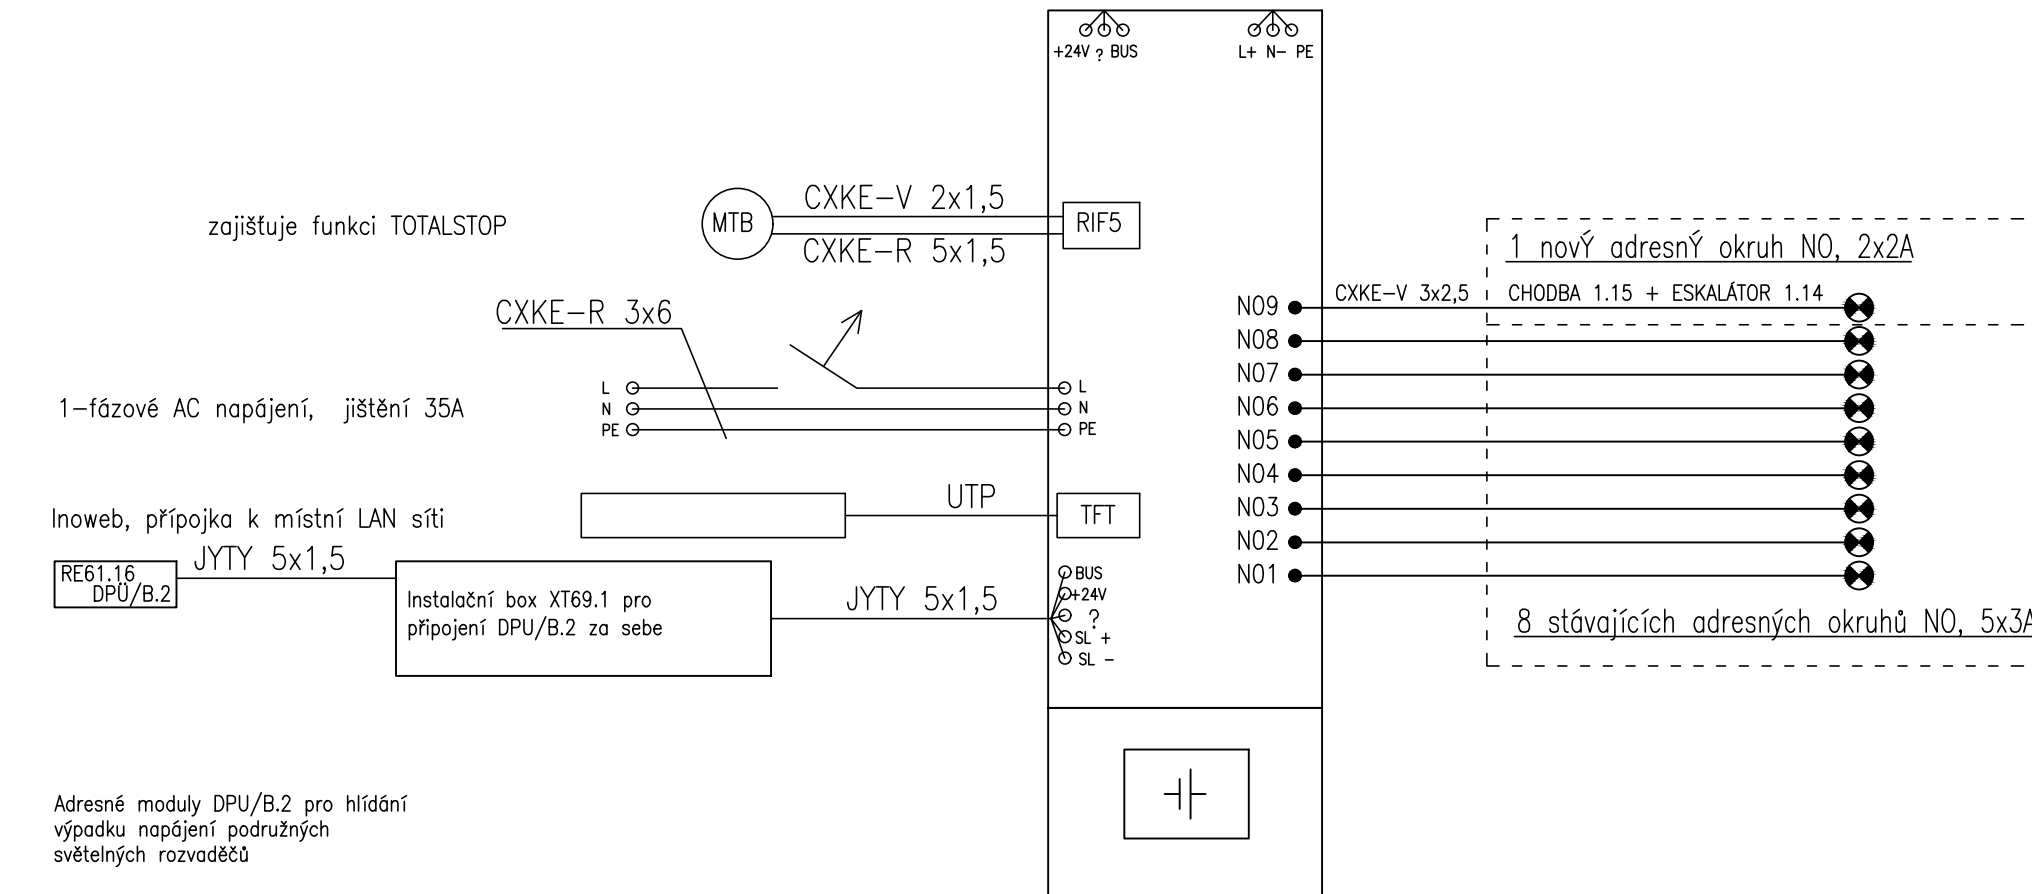 +24V ? BUS
L+ N- PE
zajišťuje funkci TOTALSTOP
MTB
CXKE-V 2x1,5
CXKE-R 5x1,5
RIF5
1 novÝ adresnÝ okruh NO, 2x2A
CXKE-R 3x6
N09
CXKE-V 3x2,5
CHODBA 1.15 + ESKALÁTOR 1.14
N08
N07
N06
N05
N04
N03
N02
N01
1-fázové AC napájení, jištění 35A
L
N
PE
L
N
PE
Inoweb, přípojka k místní LAN síti
UTP
TFT
RE61.16
DPÚ/B.2
JYTY 5x1,5
Instalační box XT69.1 pro
připojení DPU/B.2 za sebe
JYTY 5x1,5
BUS
+24V
?
SL +
SL -
8 stávajících adresných okruhů NO, 5x3A
Adresné moduly DPU/B.2 pro hlídání
výpadku napájení podružných
světelných rozvaděčů